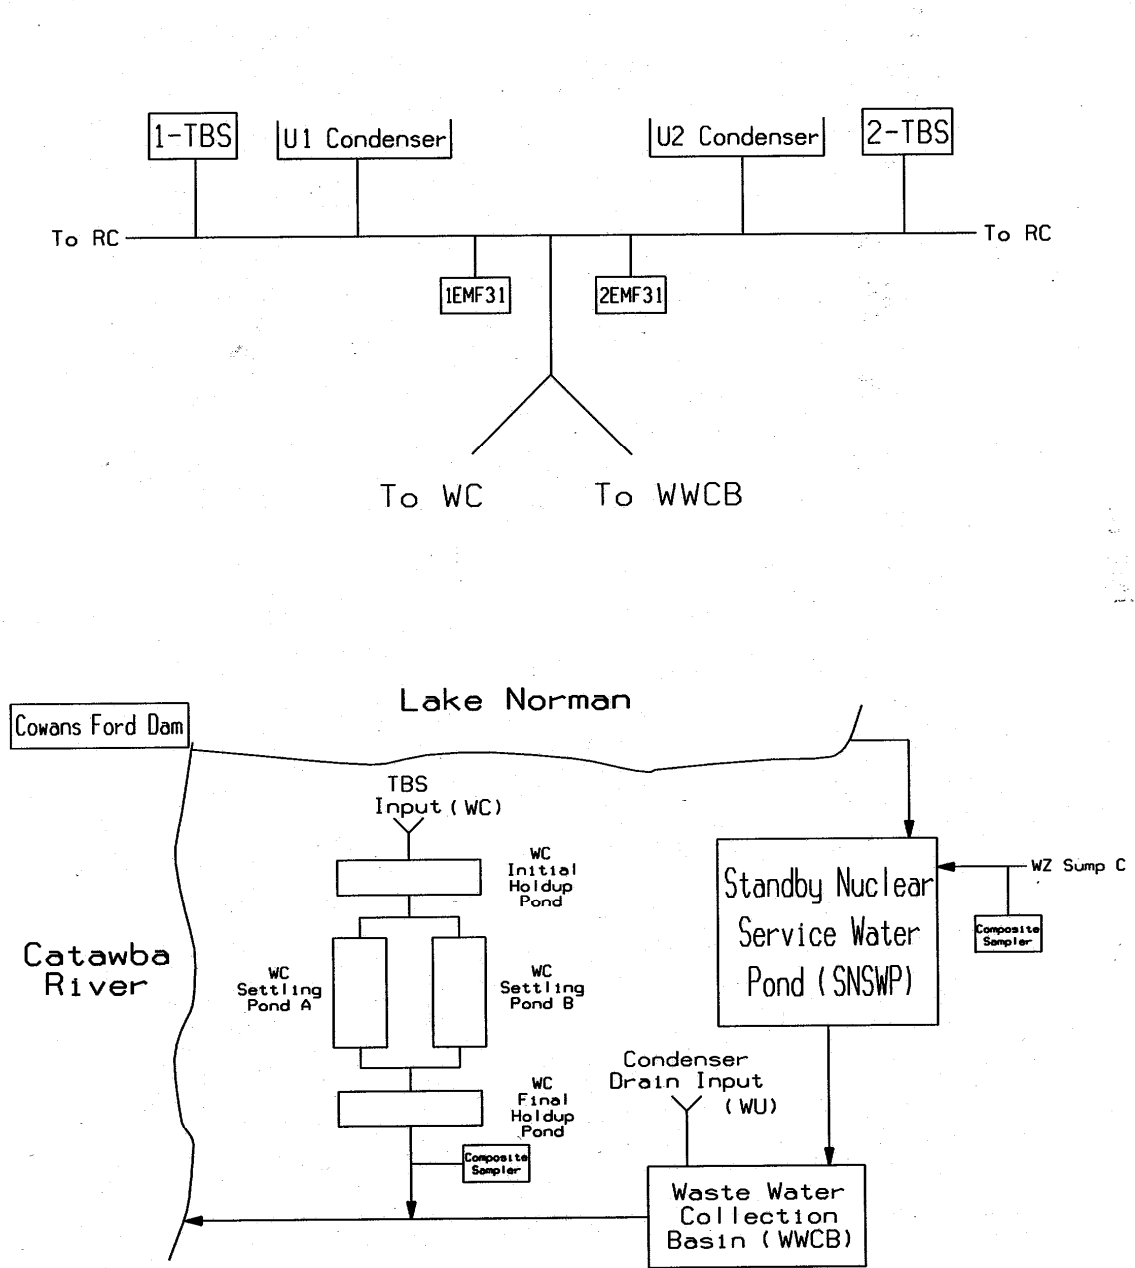 1-TBS
U1 Condenser
U2 Condenser
2-TBS
To RC
To RC
1EMF31
2EMF31
To WC
To WWCB
Lake Norman
Cowans Ford Dam
TBS
Input (WC)
WC
Initial
Holdup
Pond
Standby Nuclear
Service Water
Pond (SNSWP)
WZ Sump C
Composite
Sampler
Catawba
River
WC
Settling
Pond A
WC
Settling
Pond B
Condenser
Drain Input
(WU)
WC
Final
Holdup
Pond
Composite
Sampler
Waste Water
Collection
Basin (WWCB)